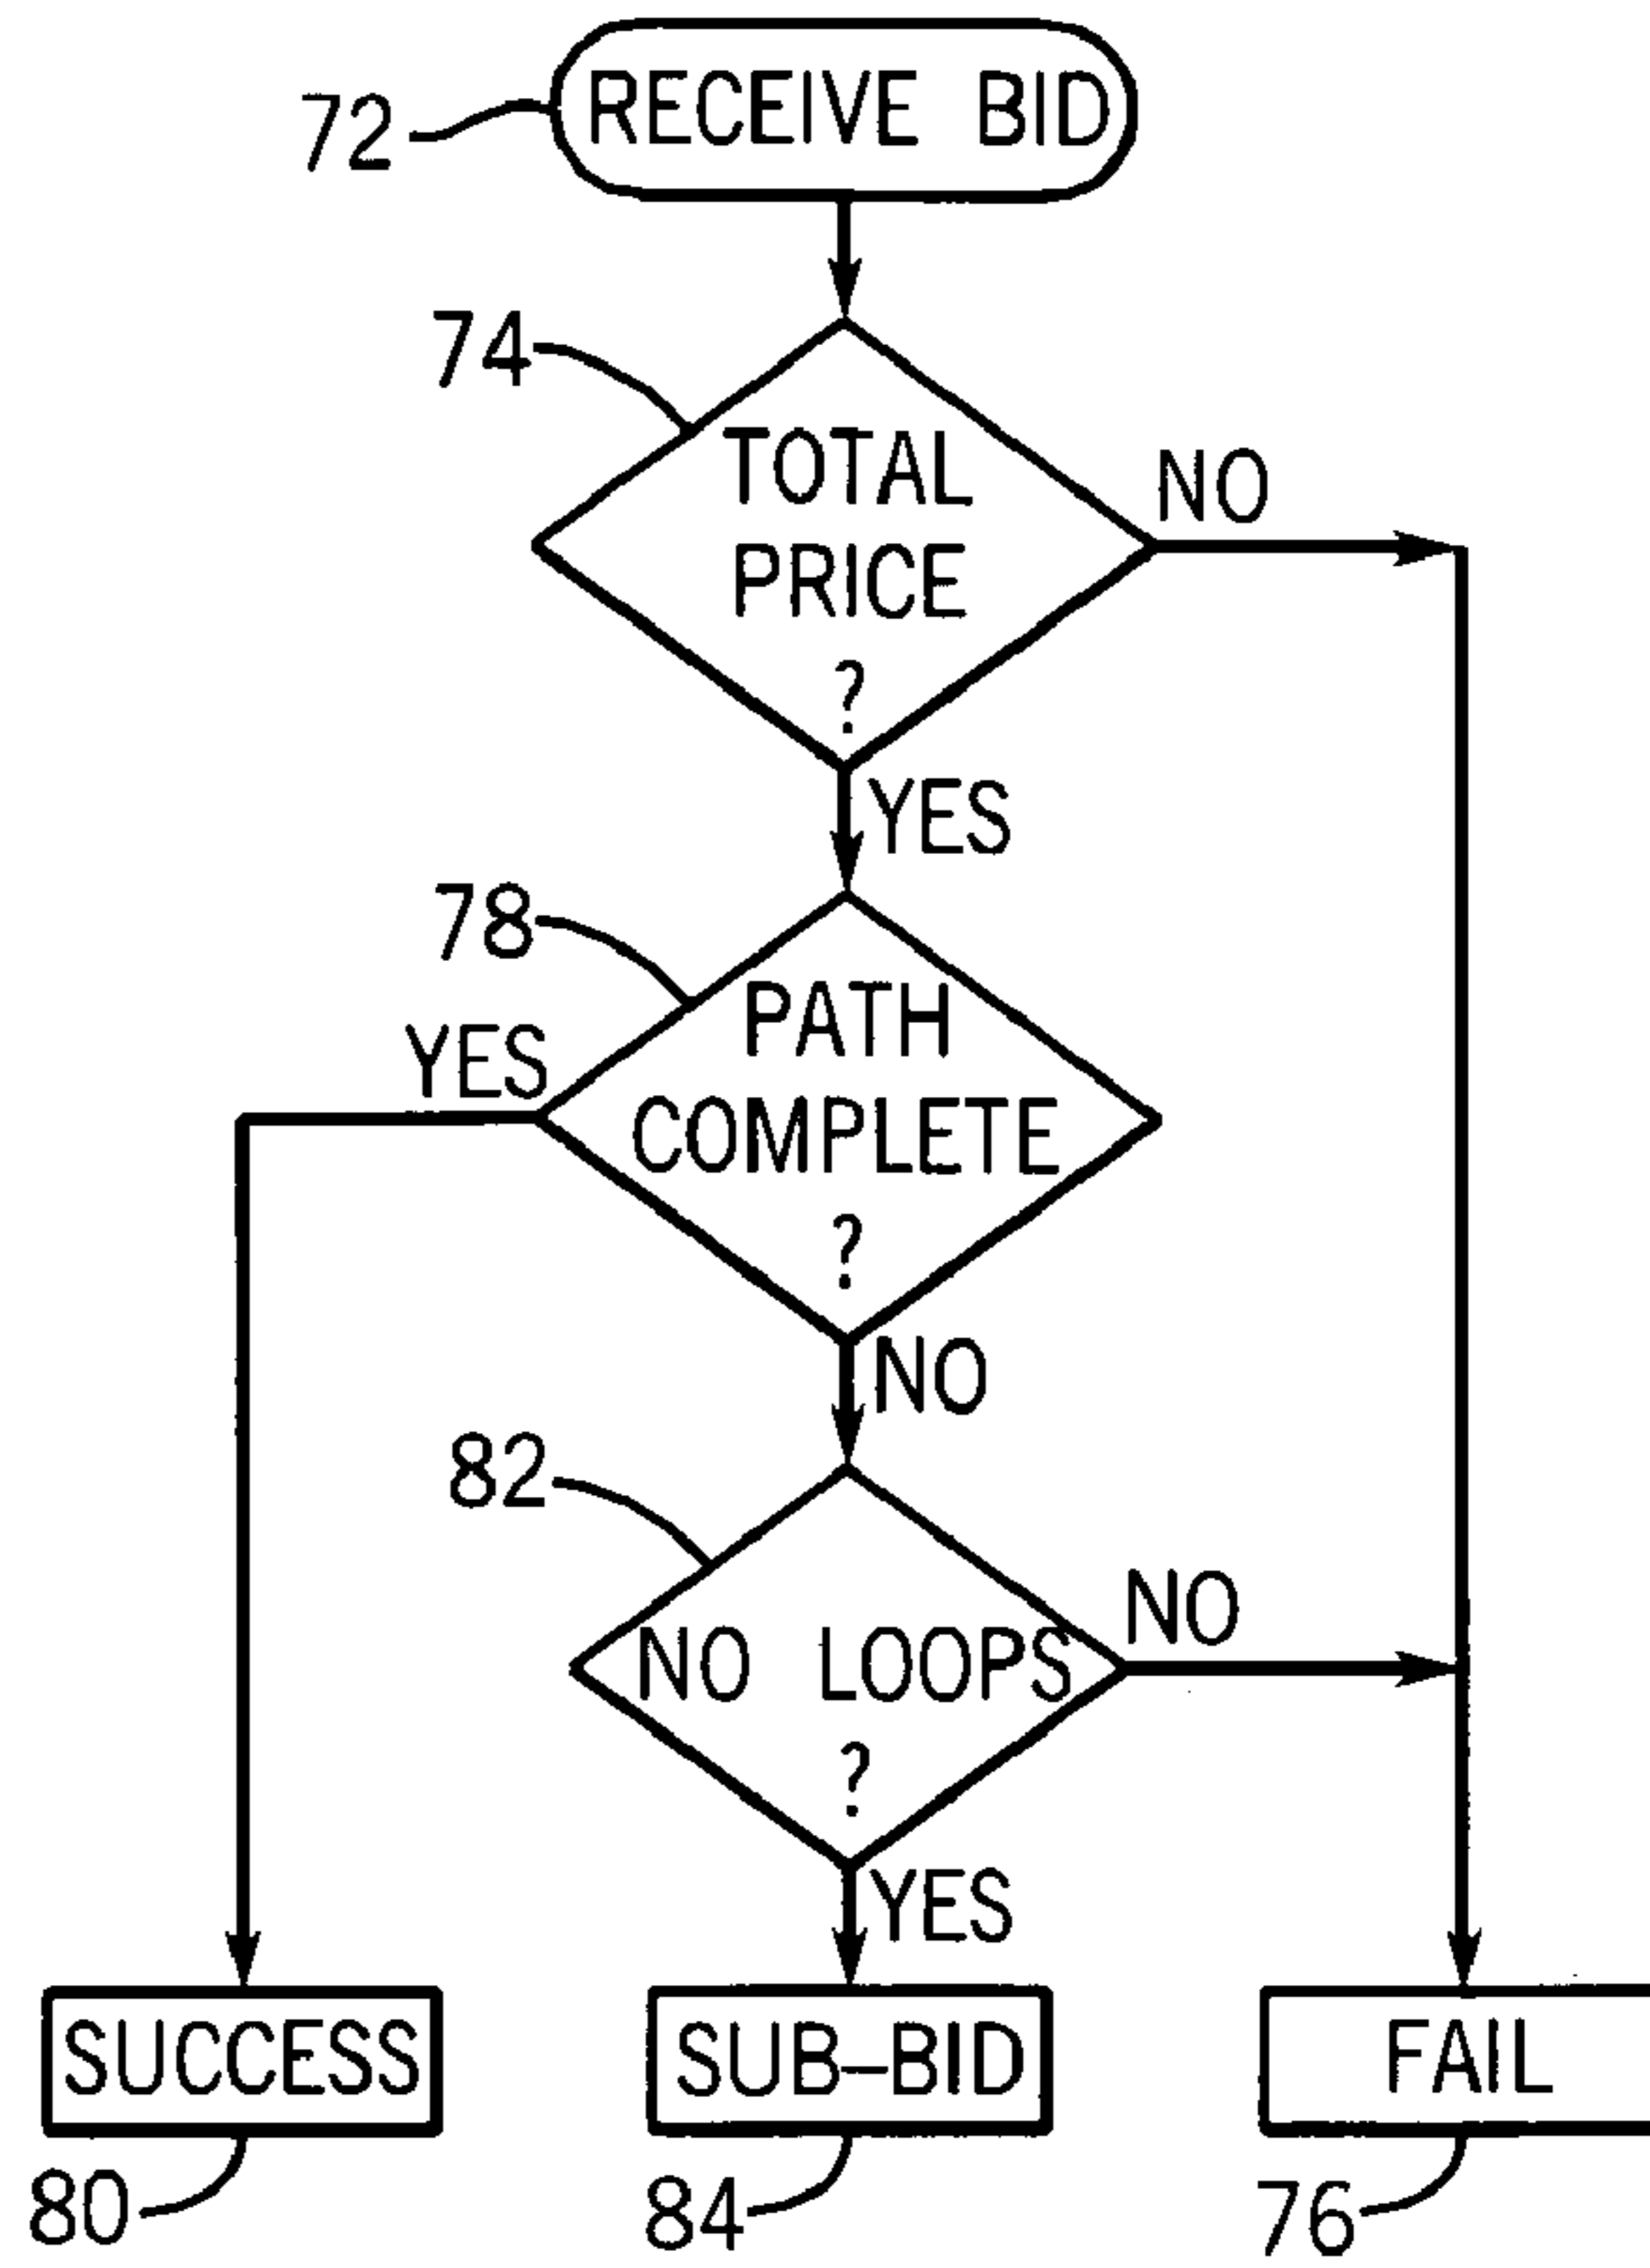 RECEIVE BID
72
74
TOTAL
PRICE
?
NO
YES
78
PATH
COMPLETE
?
YES
NO
82
NO LOOPS
?
NO
YES
SUCCESS
SUB-BID
FAIL
80
84
76